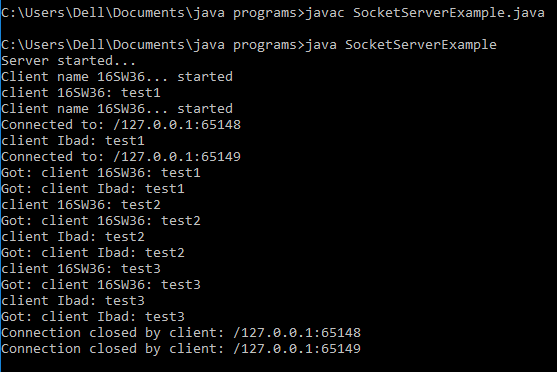 C:\Users\Dell\Documents\java programs>javac SocketServerExample.java
C:\Users\Dell\Documents\java programs>java SocketServerExample
Server started...
Client name 16SW36... started
client 16SW36: test1
Client name 16SW36... started
Connected to: /127.0.0.1:65148
client Ibad: test1
Connected to: /127.0.0.1:65149
Got: client 16SW36: test1
Got: client Ibad: test1
client 16SW36: test2
Got: client 16SW36: test2
client Ibad: test2
Got: client Ibad: test2
client 16SW36: test3
Got: client 16SW36: test3
client Ibad: test3
Got: client Ibad: test3
Connection closed by client: /127.0.0.1:65148
Connection closed by client: /127.0.0.1:65149